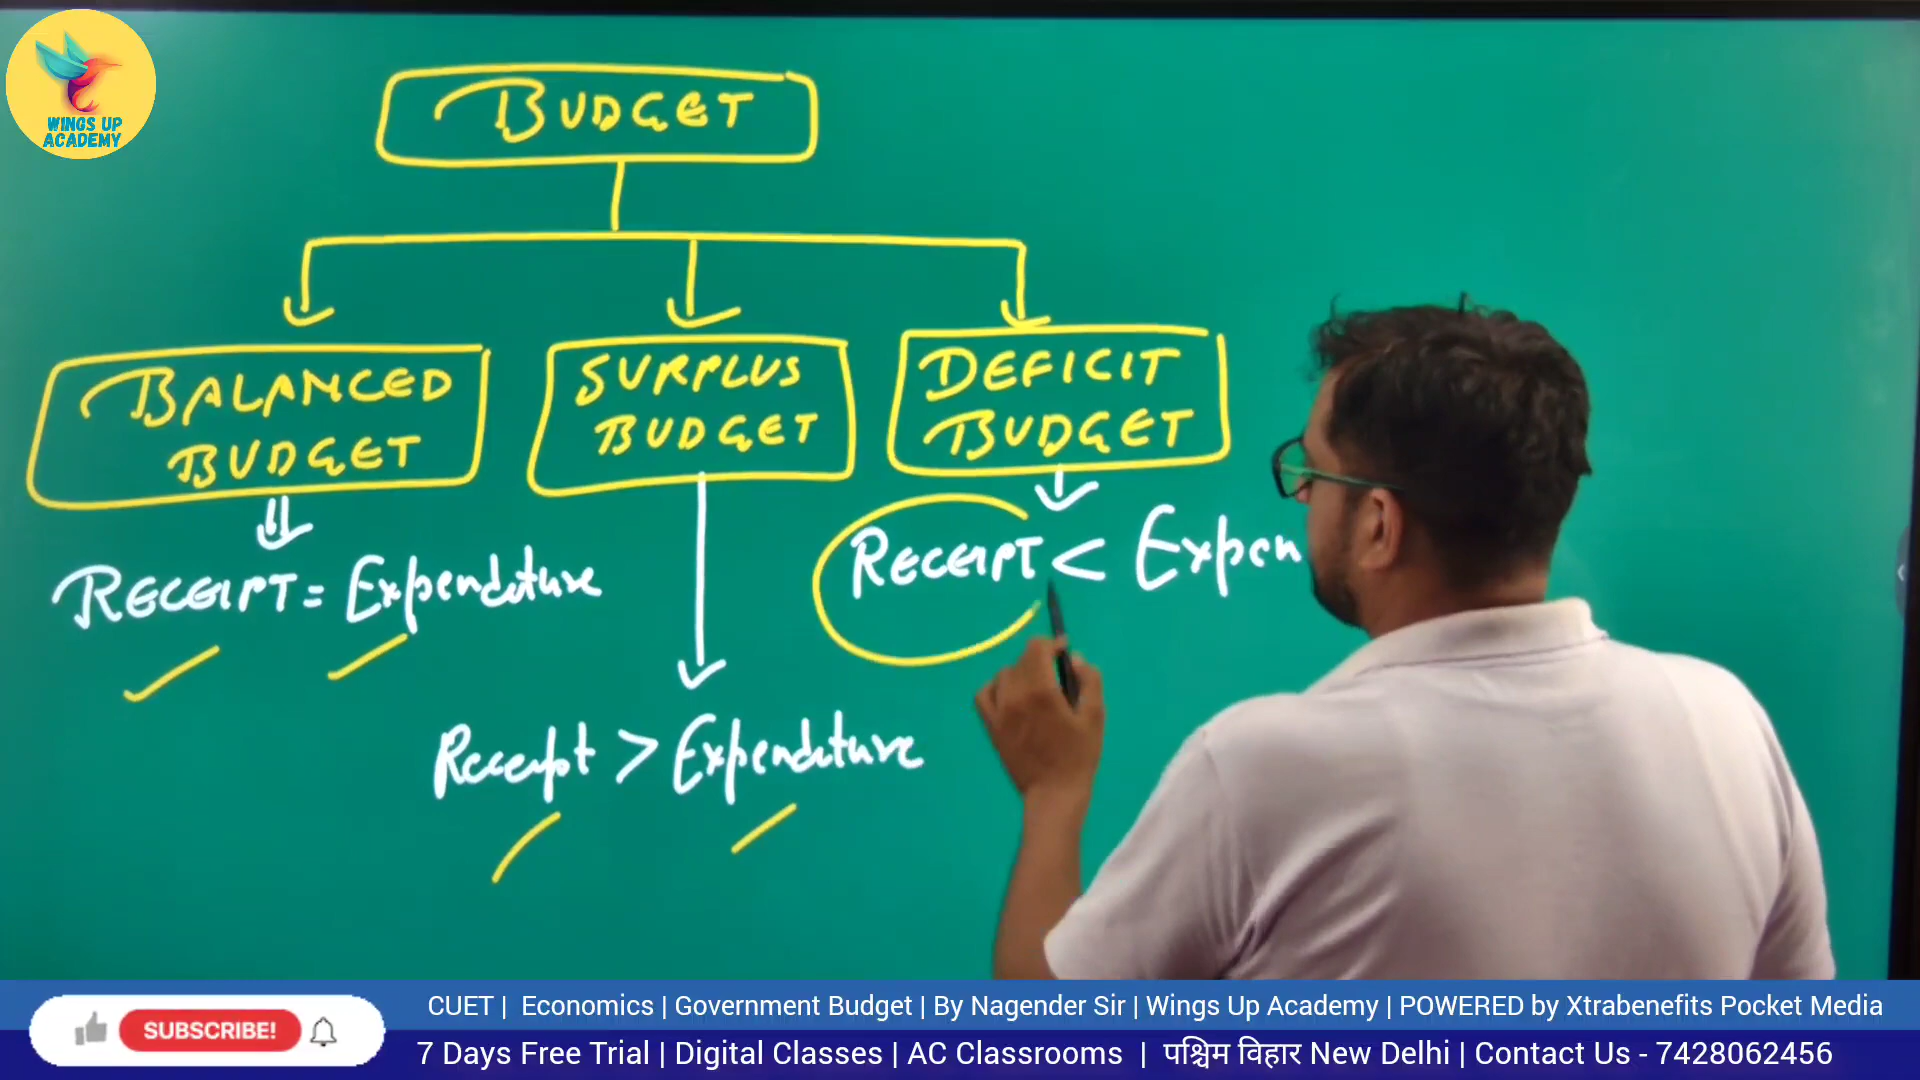 WINGS UP
ACADEMY
BUDGET
BALANCED
BUDGET
SURPLUS
BUDGET
DEFICIT
BUDGET
RECEIPT = Expenditure
RECEIPT < Expen
Receipt > Expenditure
SUBSCRIBE!
CUET | Economics | Government Budget | By Nagender Sir | Wings Up Academy | POWERED by Xtrabenefits Pocket Media
7 Days Free Trial | Digital Classes | AC Classrooms | पश्चिम विहार New Delhi | Contact Us - 7428062456